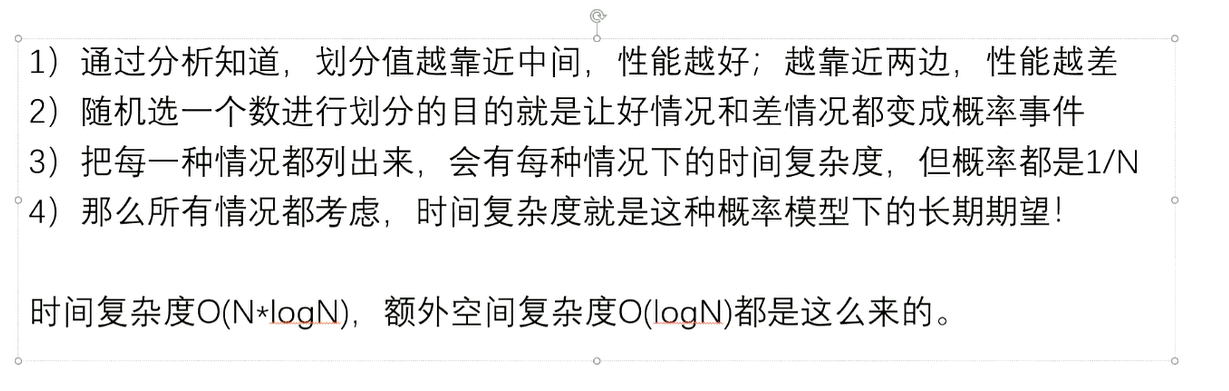 1）通过分析知道，划分值越靠近中间，性能越好；越靠近两边，性能越差
2）随机选一个数进行划分的目的就是让好情况和差情况都变成概率事件
3）把每一种情况都列出来，会有每种情况下的时间复杂度，但概率都是1/N
4）那么所有情况都考虑，时间复杂度就是这种概率模型下的长期期望！
时间复杂度O(N*logN)，额外空间复杂度O(logN)都是这么来的。